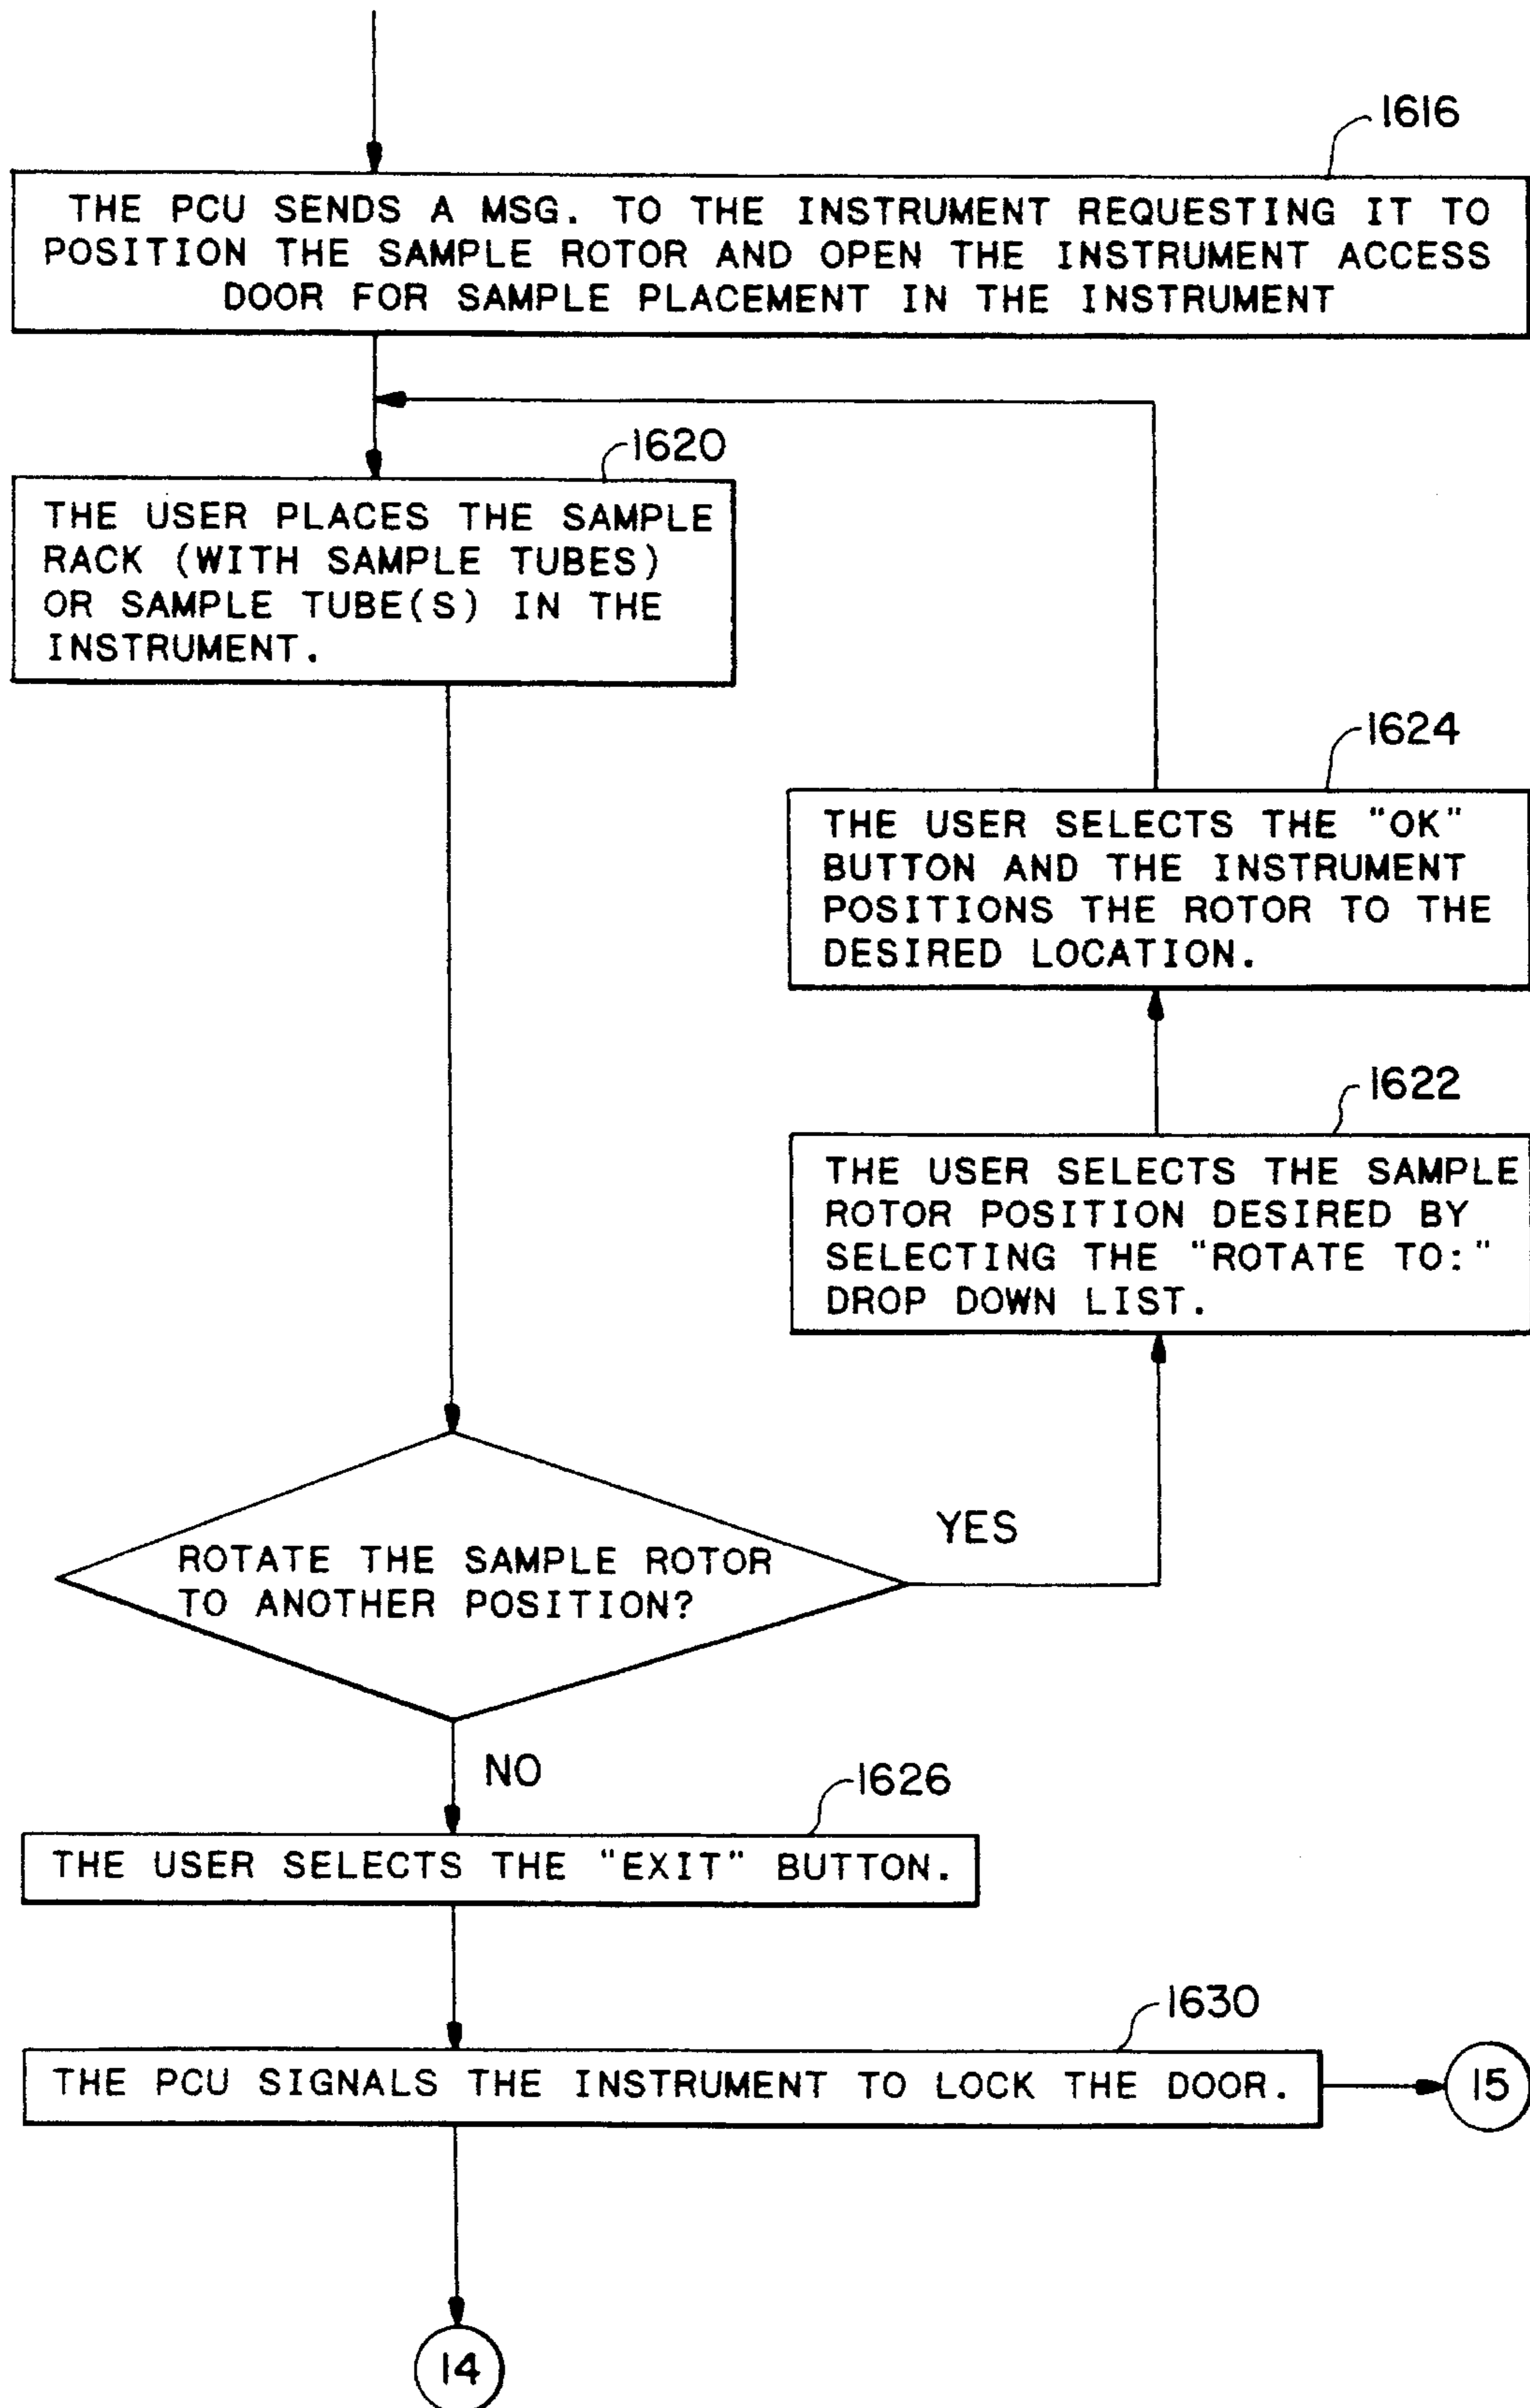 1616
THE PCU SENDS A MSG. TO THE INSTRUMENT REQUESTING IT TO
POSITION THE SAMPLE ROTOR AND OPEN THE INSTRUMENT ACCESS
DOOR FOR SAMPLE PLACEMENT IN THE INSTRUMENT
1620
THE USER PLACES THE SAMPLE
RACK (WITH SAMPLE TUBES)
OR SAMPLE TUBE(S) IN THE
INSTRUMENT.
1624
THE USER SELECTS THE "OK"
BUTTON AND THE INSTRUMENT
POSITIONS THE ROTOR TO THE
DESIRED LOCATION.
1622
THE USER SELECTS THE SAMPLE
ROTOR POSITION DESIRED BY
SELECTING THE "ROTATE TO:"
DROP DOWN LIST.
YES
ROTATE THE SAMPLE ROTOR
TO ANOTHER POSITION?
NO
1626
THE USER SELECTS THE "EXIT" BUTTON.
1630
THE PCU SIGNALS THE INSTRUMENT TO LOCK THE DOOR.
15
14